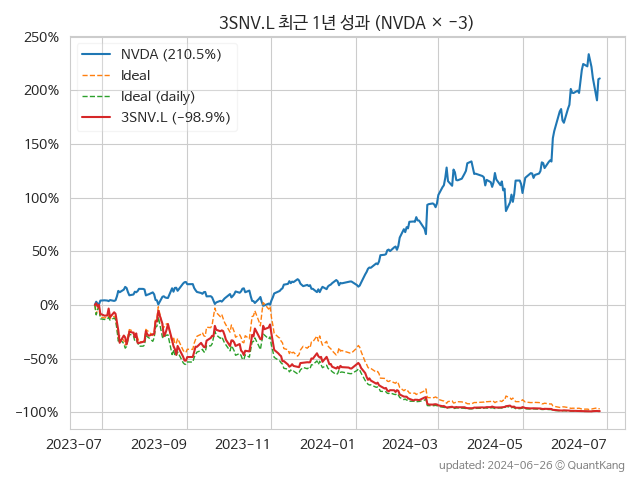 3SNV.L 최근 1년 성과 (NVDA × −3)
250%
200%
150%
100%
50%
0%
−50%
−100%
NVDA (210.5%)
Ideal
Ideal (daily)
3SNV.L (−98.9%)
2023-07
2023-09
2023-11
2024-01
2024-03
2024-05
2024-07
updated: 2024-06-26 ⓒ QuantKang